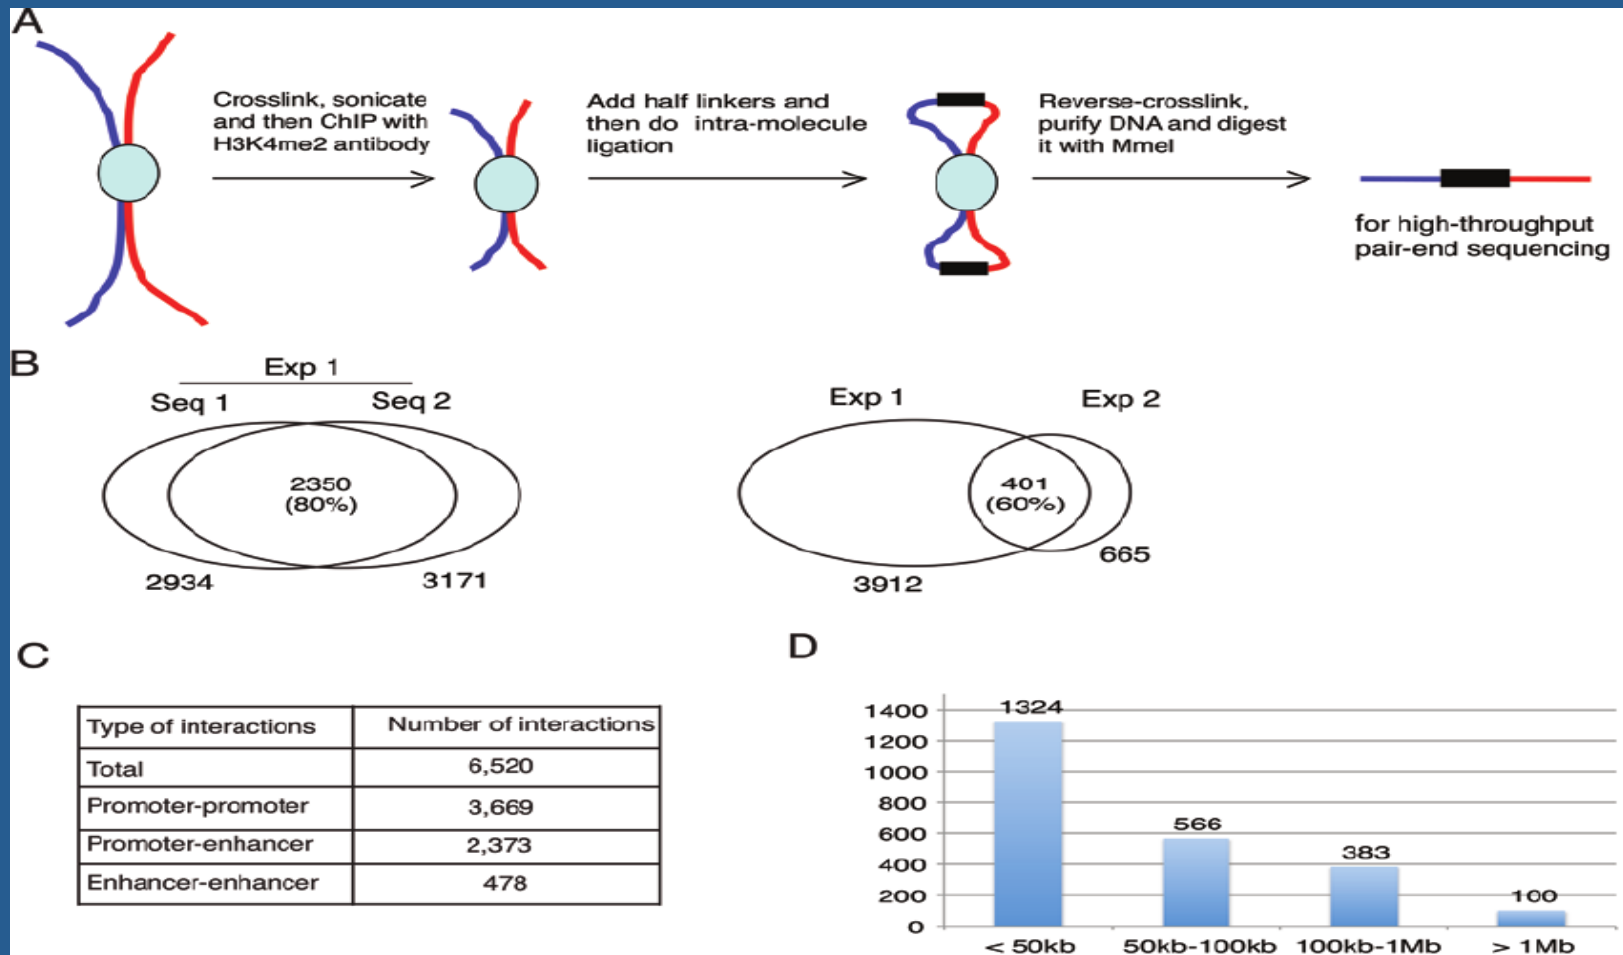 A
Crosslink, sonicate
and then ChIP with
H3K4me2 antibody
Add half linkers and
then do intra-molecule
ligation
Reverse-crosslink,
purify DNA and digest
it with MmeI
for high-throughput
pair-end sequencing
B
Exp 1
Seq 1 Seq 2
2350
(80%)
2934 3171
Exp 1 Exp 2
401
(60%)
665
3912
C
Type of interactions Number of interactions
Total 6,520
Promoter-promoter 3,669
Promoter-enhancer 2,373
Enhancer-enhancer 478
D
1400
1200
1000
800
600
400
200
0
1324
566
383
100
< 50kb 50kb-100kb 100kb-1Mb > 1Mb